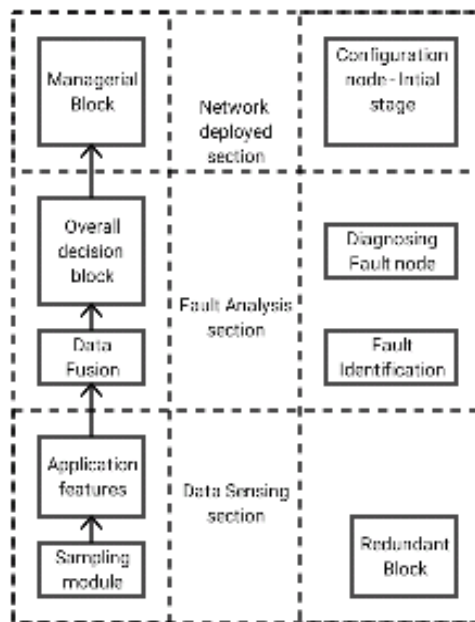 Managerial
Block
Network
deployed
section
Configuration
node - Intial
stage
Overall
decision
block
Data
Fusion
Fault Analysis
section
Diagnosing
Fault node
Fault
Identification
Application
features
Sampling
module
Data Sensing
section
Redundant
Block